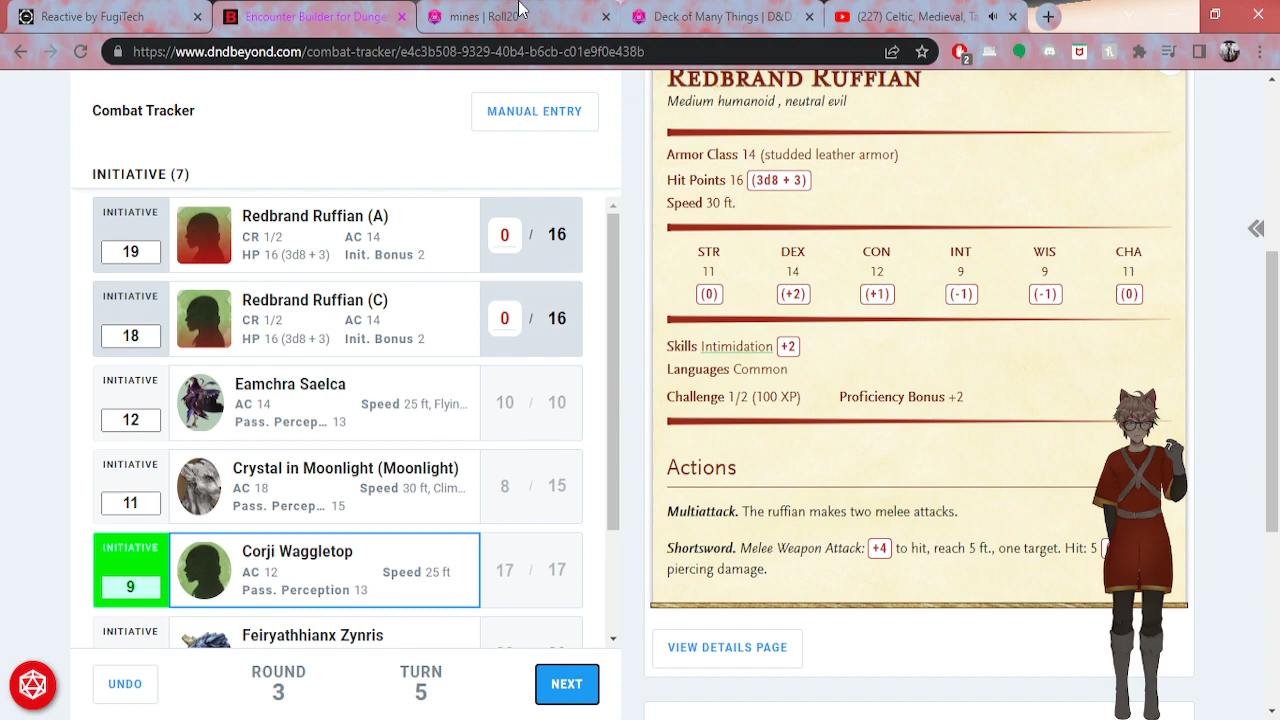 Reactive by FugiTech
Encounter Builder for Dunge
mines | Roll20
Deck of Many Things | D&D
(227) Celtic, Medieval, Ta
https://www.dndbeyond.com/combat-tracker/e4c3b508-9329-40b4-b6cb-c01e9f0e438b
2
Combat Tracker
MANUAL ENTRY
INITIATIVE (7)
INITIATIVE
19
Redbrand Ruffian (A)
CR 1/2 AC 14
HP 16 (3d8 + 3) Init. Bonus 2
0 / 16
INITIATIVE
18
Redbrand Ruffian (C)
CR 1/2 AC 14
HP 16 (3d8 + 3) Init. Bonus 2
0 / 16
INITIATIVE
12
Eamchra Saelca
AC 14 Speed 25 ft, Flyin...
Pass. Percep... 13
10 / 10
INITIATIVE
11
Crystal in Moonlight (Moonlight)
AC 18 Speed 30 ft, Clim...
Pass. Percep... 15
8 / 15
INITIATIVE
9
Corji Waggletop
AC 12 Speed 25 ft
Pass. Perception 13
17 / 17
INITIATIVE
Feiryathhianx Zynris
UNDO
ROUND
3
TURN
5
NEXT
REDBRAND RUFFIAN
Medium humanoid , neutral evil
Armor Class 14 (studded leather armor)
Hit Points 16 (3d8 + 3)
Speed 30 ft.
STR DEX CON INT WIS CHA
11 14 12 9 9 11
(0) (+2) (+1) (-1) (-1) (0)
Skills Intimidation +2
Languages Common
Challenge 1/2 (100 XP) Proficiency Bonus +2
Actions
Multiattack. The ruffian makes two melee attacks.
Shortsword. Melee Weapon Attack: +4 to hit, reach 5 ft., one target. Hit: 5
piercing damage.
VIEW DETAILS PAGE